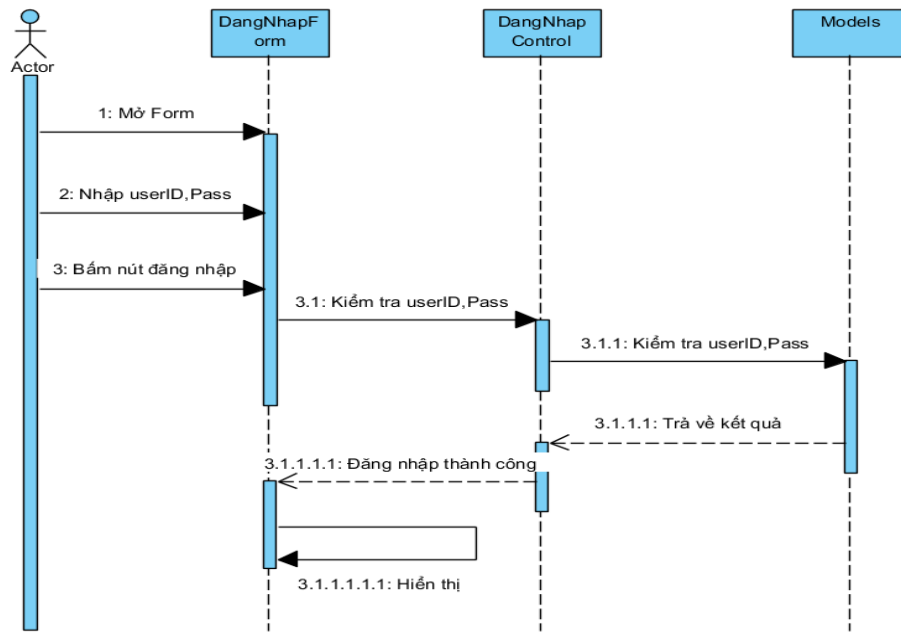 DangNhapF
orm
DangNhap
Control
Models
Actor
1: Mở Form
2: Nhập userID,Pass
3: Bấm nút đăng nhập
3.1: Kiểm tra userID,Pass
3.1.1: Kiểm tra userID,Pass
3.1.1.1: Trả về kết quả
3.1.1.1.1: Đăng nhập thành công
3.1.1.1.1.1: Hiển thị